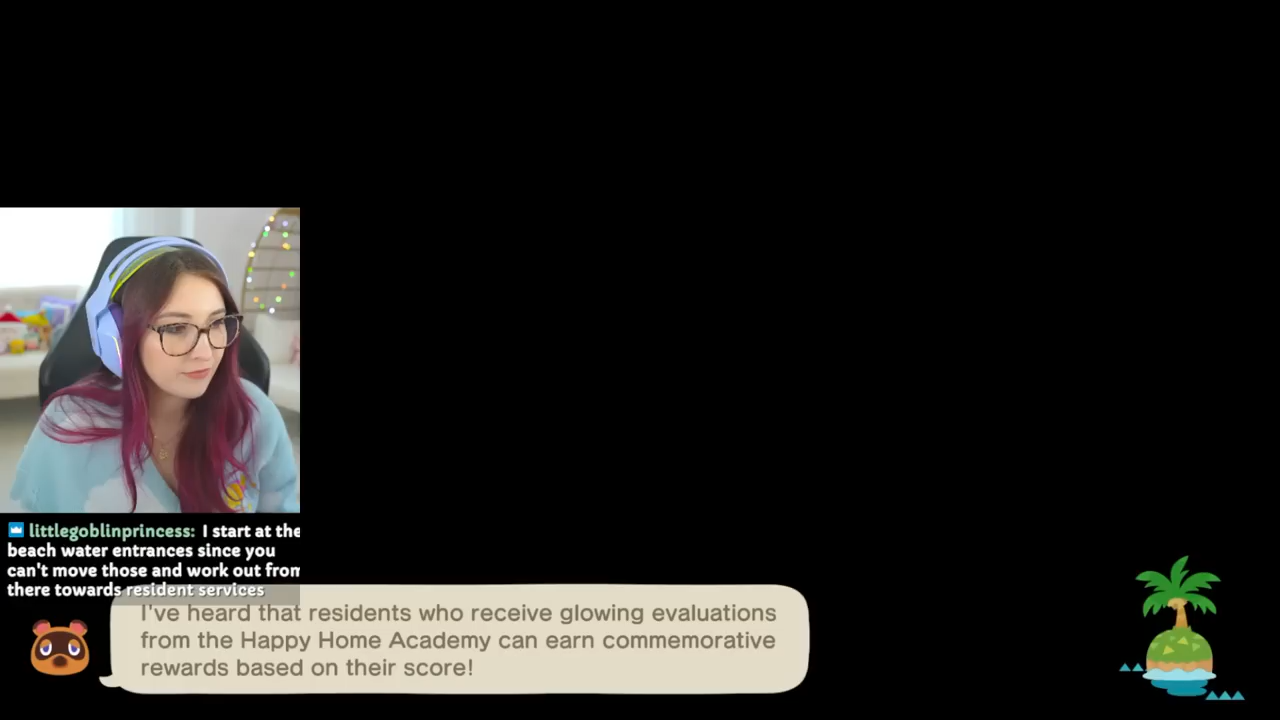 littlegoblinprincess: I start at the
beach water entrances since you
can't move those and work out from
there towards resident services
I've heard that residents who receive glowing evaluations
from the Happy Home Academy can earn commemorative
rewards based on their score!